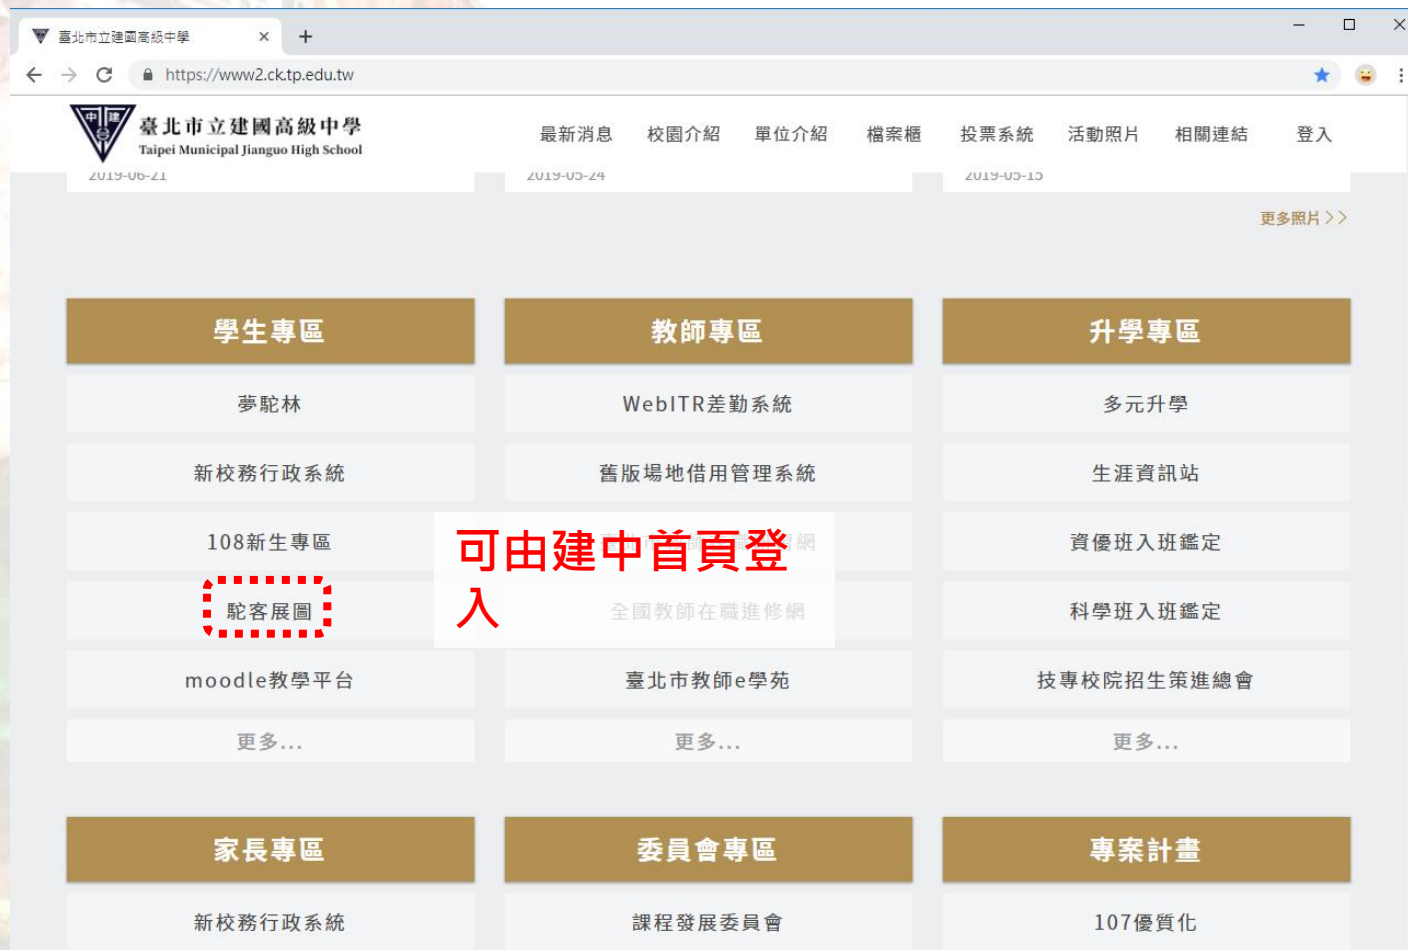 臺北市立建國高級中學
https://www2.ck.tp.edu.tw
中 建
臺北市立建國高級中學
Taipei Municipal Jianguo High School
最新消息 校園介紹 單位介紹 檔案櫃 投票系統 活動照片 相關連結 登入
2019-06-21 2019-05-24 2019-05-15
更多照片>>
學生專區 教師專區 升學專區
夢駝林 WebITR差勤系統 多元升學
新校務行政系統 舊版場地借用管理系統 生涯資訊站
108新生專區 資優班入班鑑定
可由建中首頁登
入
駝客展圖 全國教師在職進修網 科學班入班鑑定
moodle教學平台 臺北市教師e學苑 技專校院招生策進總會
更多... 更多... 更多...
家長專區 委員會專區 專案計畫
新校務行政系統 課程發展委員會 107優質化